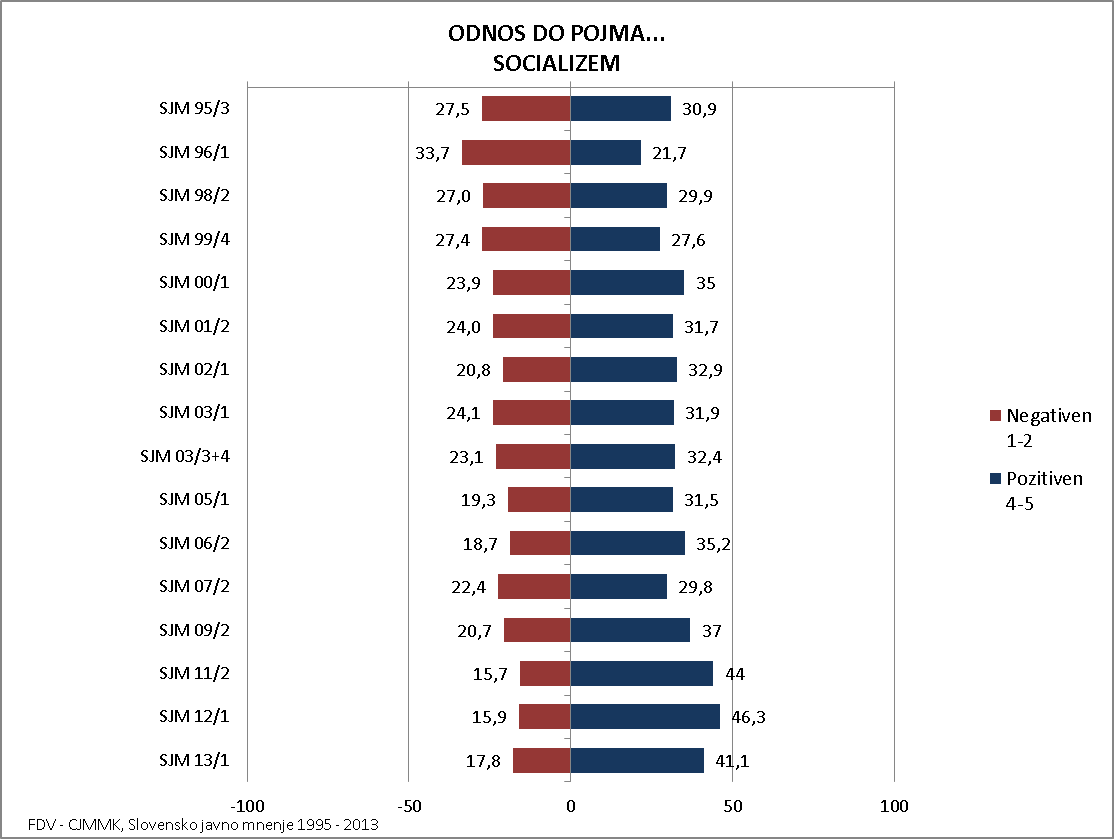 ODNOS DO POJMA...
SOCIALIZEM
SJM 95/3 27,5 30,9
SJM 96/1 33,7 21,7
SJM 98/2 27,0 29,9
SJM 99/4 27,4 27,6
SJM 00/1 23,9 35
SJM 01/2 24,0 31,7
SJM 02/1 20,8 32,9
SJM 03/1 24,1 31,9
SJM 03/3+4 23,1 32,4
SJM 05/1 19,3 31,5
SJM 06/2 18,7 35,2
SJM 07/2 22,4 29,8
SJM 09/2 20,7 37
SJM 11/2 15,7 44
SJM 12/1 15,9 46,3
SJM 13/1 17,8 41,1
-100 -50 0 50 100
Negativen
1-2
Pozitiven
4-5
FDV - CJMMK, Slovensko javno mnenje 1995 - 2013